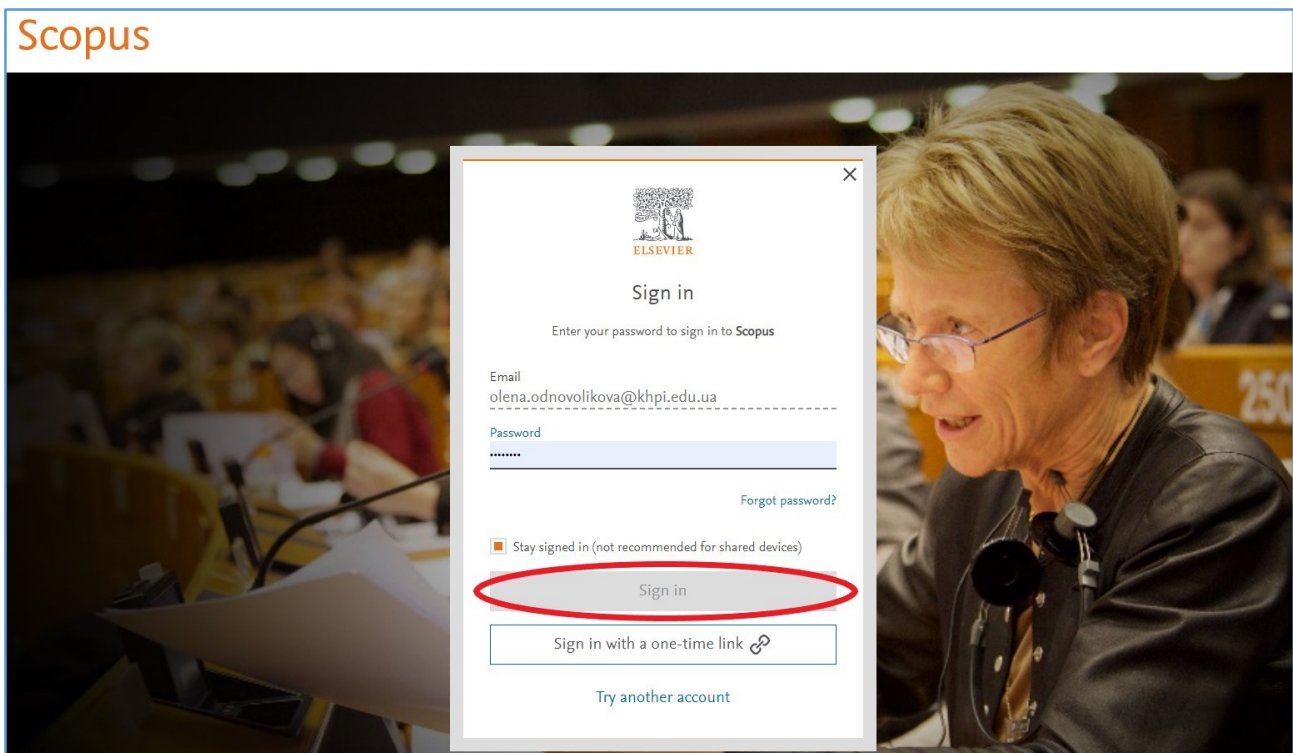 Scopus
ELSEVIER
Sign in
Enter your password to sign in to Scopus
Email
olena.odnovolikova@khpi.edu.ua
Password
••••••••
Forgot password?
Stay signed in (not recommended for shared devices)
Sign in
Sign in with a one-time link
Try another account
250